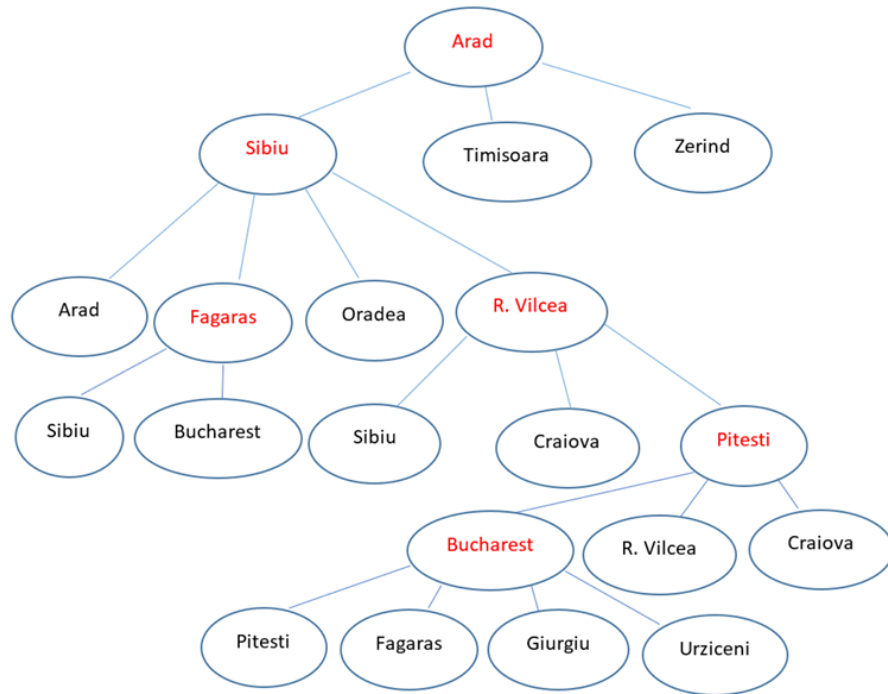 Arad
Sibiu
Timisoara
Zerind
Arad
Fagaras
Oradea
R. Vilcea
Sibiu
Bucharest
Sibiu
Craiova
Pitesti
Bucharest
R. Vilcea
Craiova
Pitesti
Fagaras
Giurgiu
Urziceni